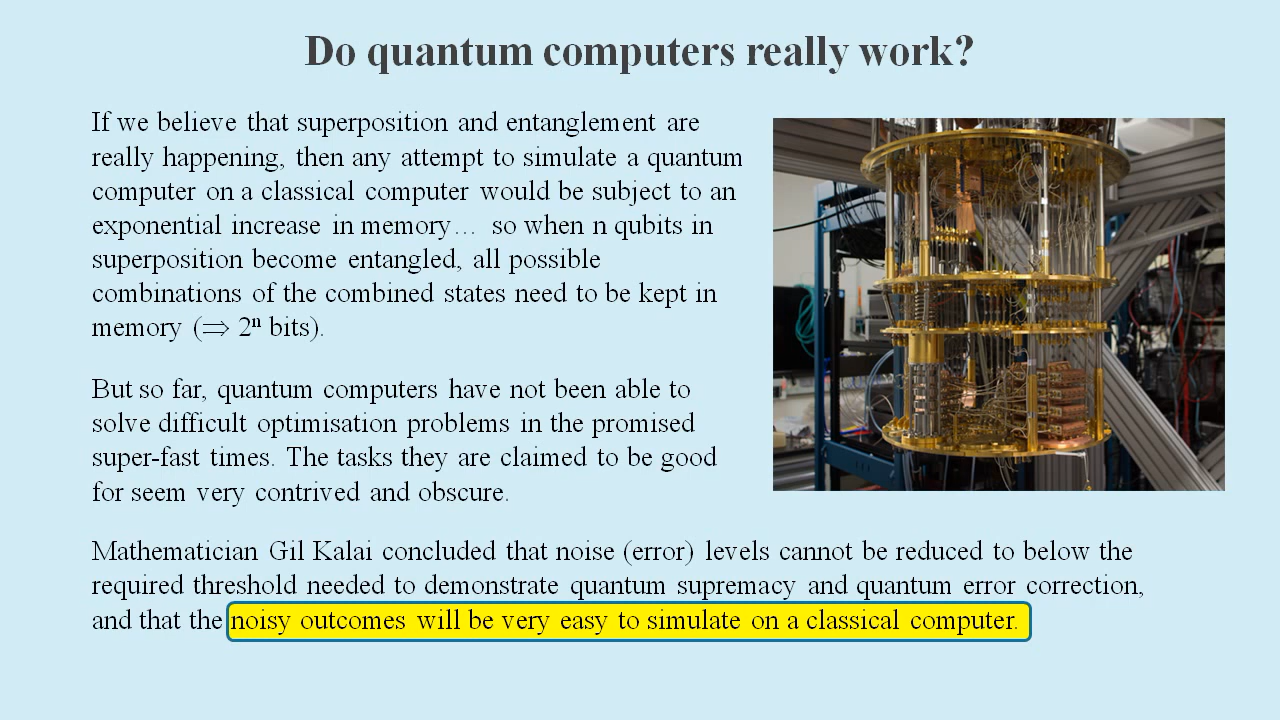 Do quantum computers really work?
If we believe that superposition and entanglement are
really happening, then any attempt to simulate a quantum
computer on a classical computer would be subject to an
exponential increase in memory… so when n qubits in
superposition become entangled, all possible
combinations of the combined states need to be kept in
memory (⇒ 2ⁿ bits).
But so far, quantum computers have not been able to
solve difficult optimisation problems in the promised
super-fast times. The tasks they are claimed to be good
for seem very contrived and obscure.
Mathematician Gil Kalai concluded that noise (error) levels cannot be reduced to below the
required threshold needed to demonstrate quantum supremacy and quantum error correction,
and that the noisy outcomes will be very easy to simulate on a classical computer.